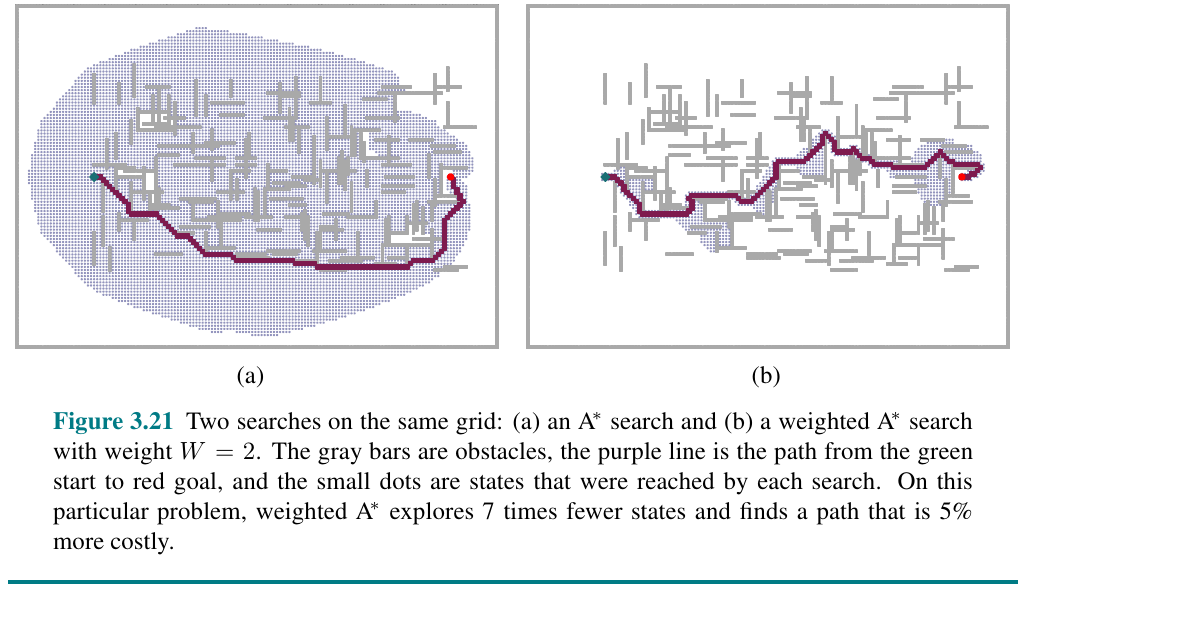 (a)
(b)
Figure 3.21 Two searches on the same grid: (a) an A* search and (b) a weighted A* search
with weight W = 2. The gray bars are obstacles, the purple line is the path from the green
start to red goal, and the small dots are states that were reached by each search. On this
particular problem, weighted A* explores 7 times fewer states and finds a path that is 5%
more costly.